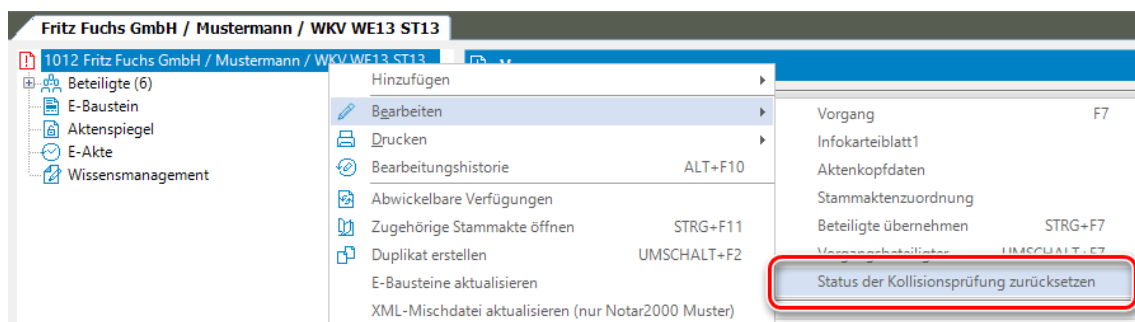 Fritz Fuchs GmbH / Mustermann / WKV WE13 ST13
1012 Fritz Fuchs GmbH / Mustermann / WKV WE13 ST13
Beteiligte (6)
E-Baustein
Aktenspiegel
E-Akte
Wissensmanagement
Hinzufügen
Bearbeiten
Drucken
Bearbeitungshistorie ALT+F10
Abwickelbare Verfügungen
Zugehörige Stammakte öffnen STRG+F11
Duplikat erstellen UMSCHALT+F2
E-Bausteine aktualisieren
XML-Mischdatei aktualisieren (nur Notar2000 Muster)
Vorgang F7
Infokarteiblatt1
Aktenkopfdaten
Stammaktenzuordnung
Beteiligte übernehmen STRG+F7
Vorgangsbeteiligter UMSCHALT+F7
Status der Kollisionsprüfung zurücksetzen